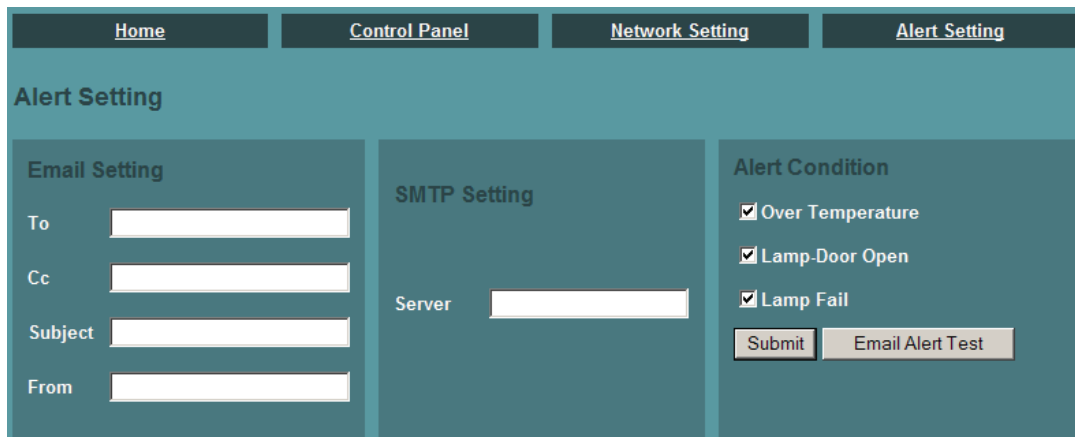 Home
Control Panel
Network Setting
Alert Setting
Alert Setting
Email Setting
To
Cc
Subject
From
SMTP Setting
Server
Alert Condition
Over Temperature
Lamp-Door Open
Lamp Fail
Submit
Email Alert Test